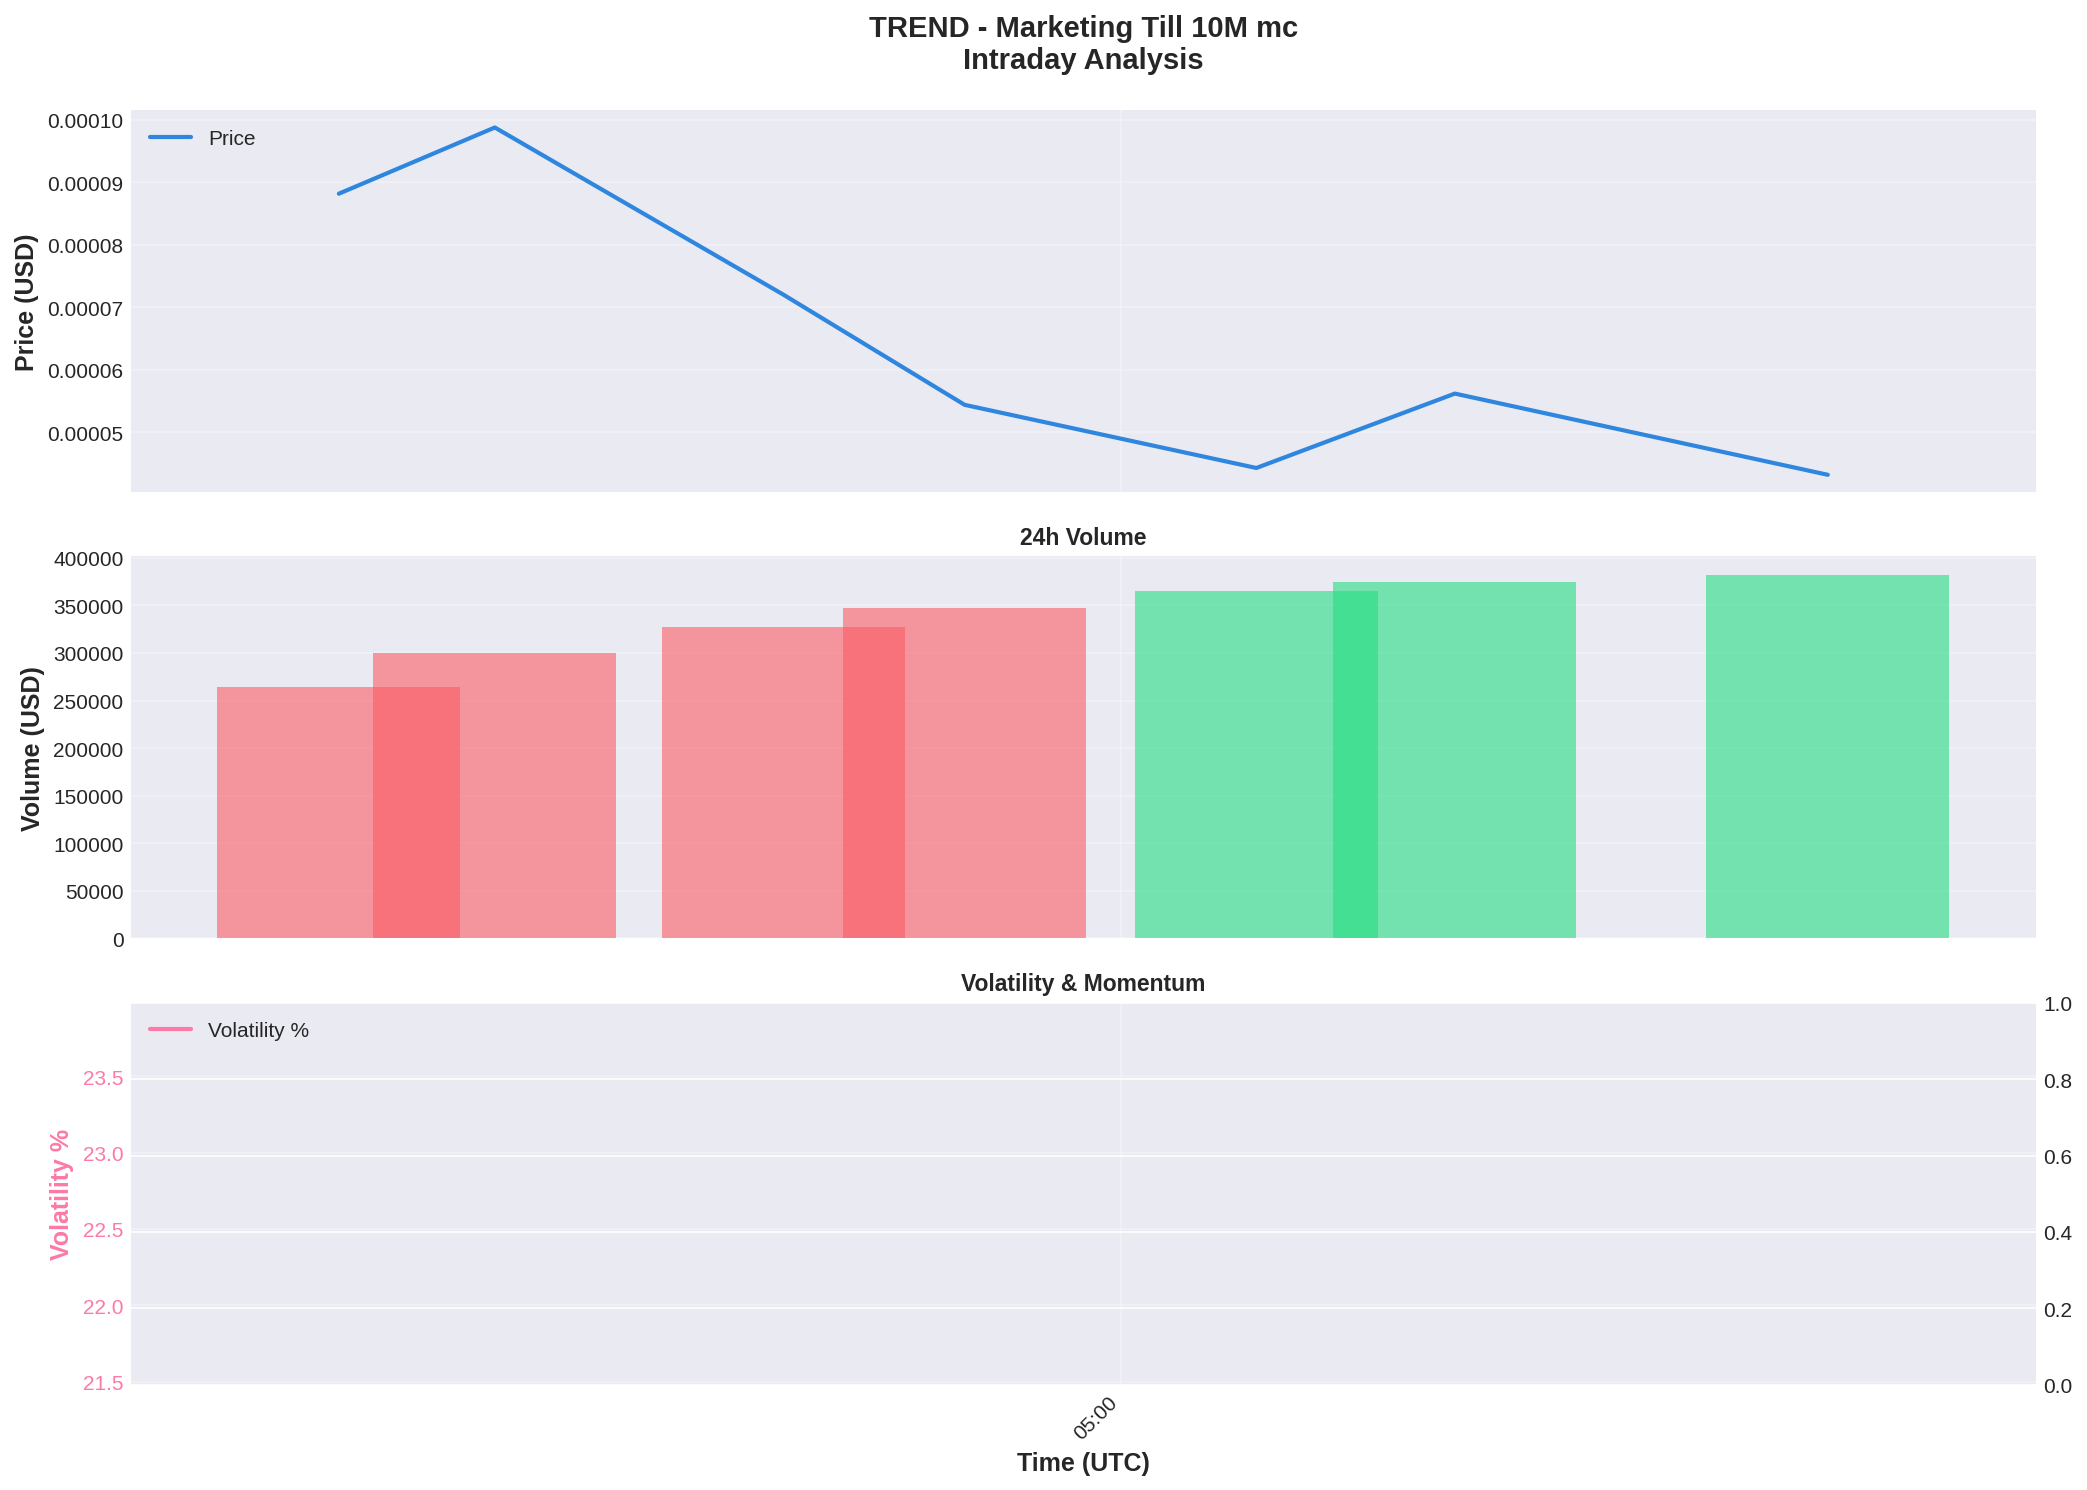 TREND - Marketing Till 10M mc
Intraday Analysis
Price
0.00010
0.00009
0.00008
0.00007
0.00006
0.00005
Price (USD)
24h Volume
400000
350000
300000
250000
200000
150000
100000
50000
0
Volume (USD)
Volatility & Momentum
Volatility %
23.5
23.0
22.5
22.0
21.5
Volatility %
1.0
0.8
0.6
0.4
0.2
0.0
05:00
Time (UTC)